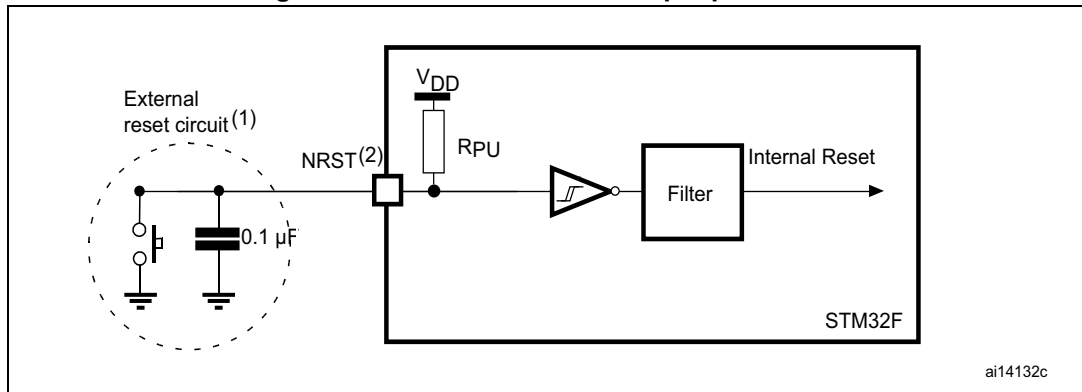 VDD
External
reset circuit(1)
NRST(2)
RPU
Internal Reset
Filter
0.1 µF
STM32F
ai14132c